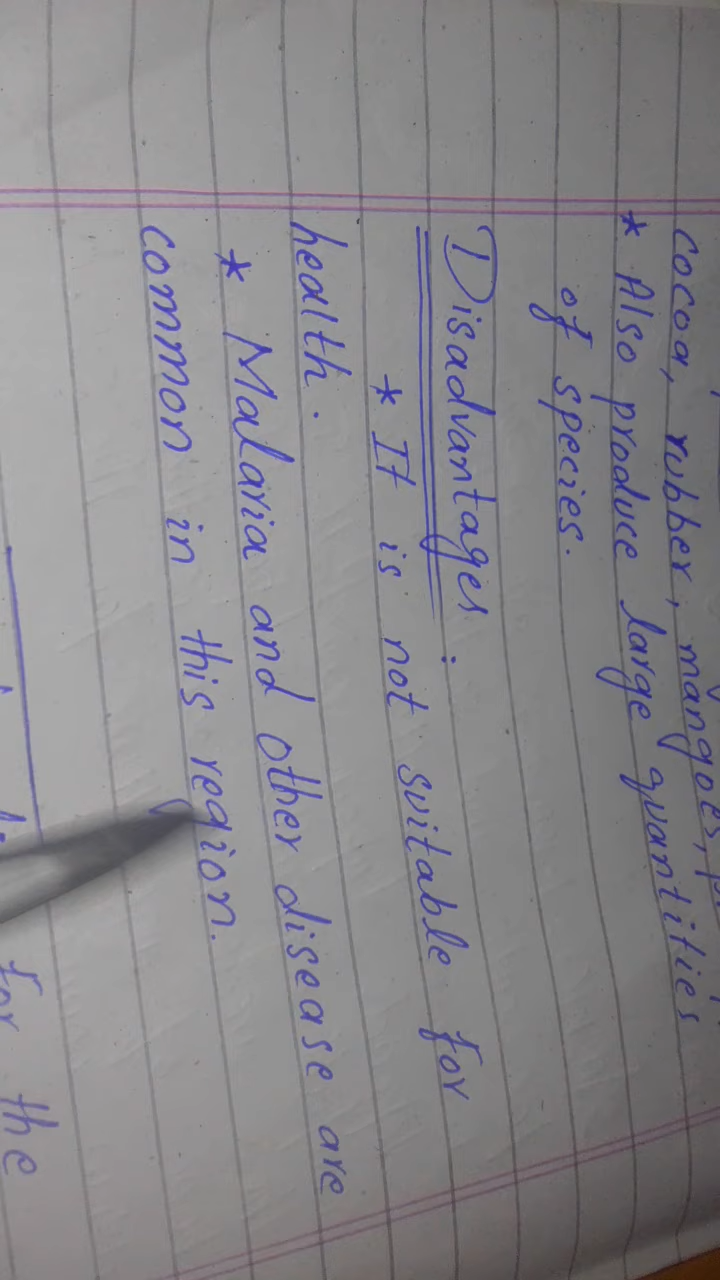 cocoa, rubber, mangoes,
* Also produce large quantities
of species.
Disadvantages :
* It is not suitable for
health.
* Malaria and other disease are
common in this region.
for the